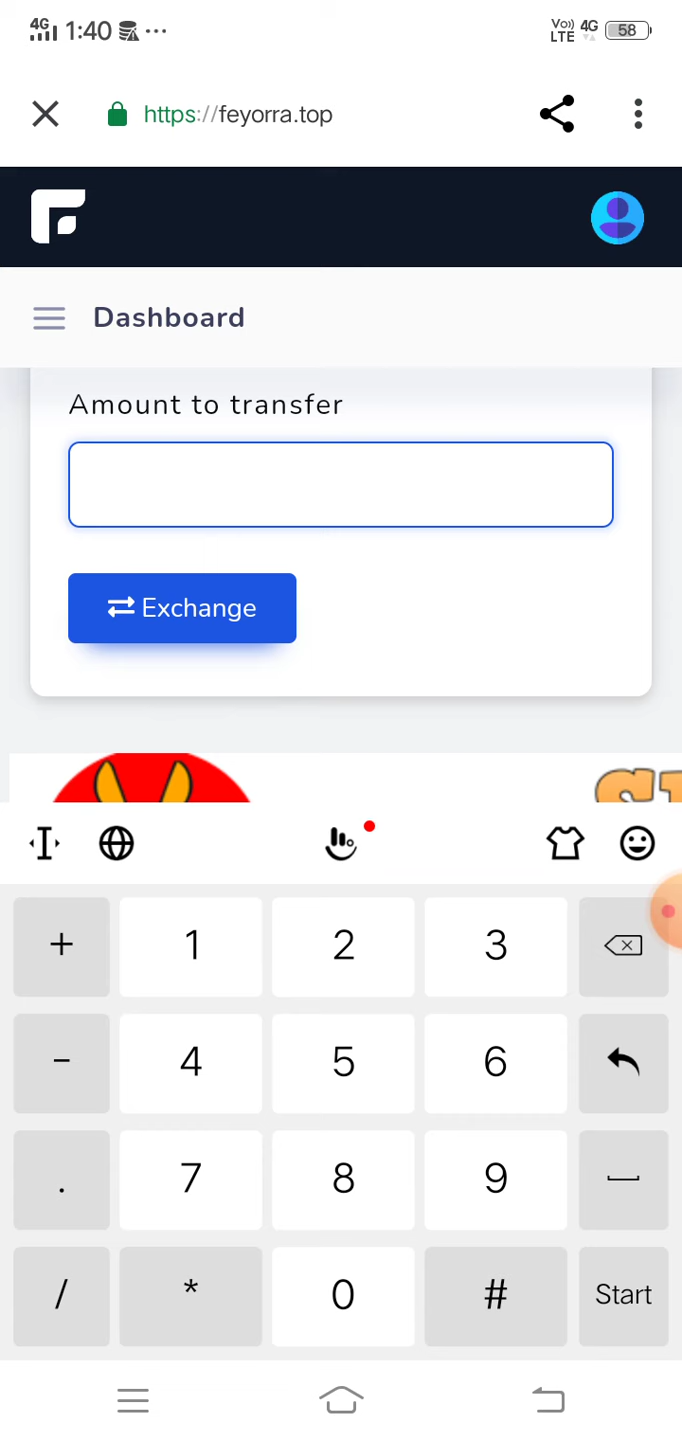 4G 1:40 ... Vo) LTE 4G 58
https://feyorra.top
Dashboard
Amount to transfer
Exchange
+ 1 2 3
- 4 5 6
. 7 8 9
/ * 0 # Start